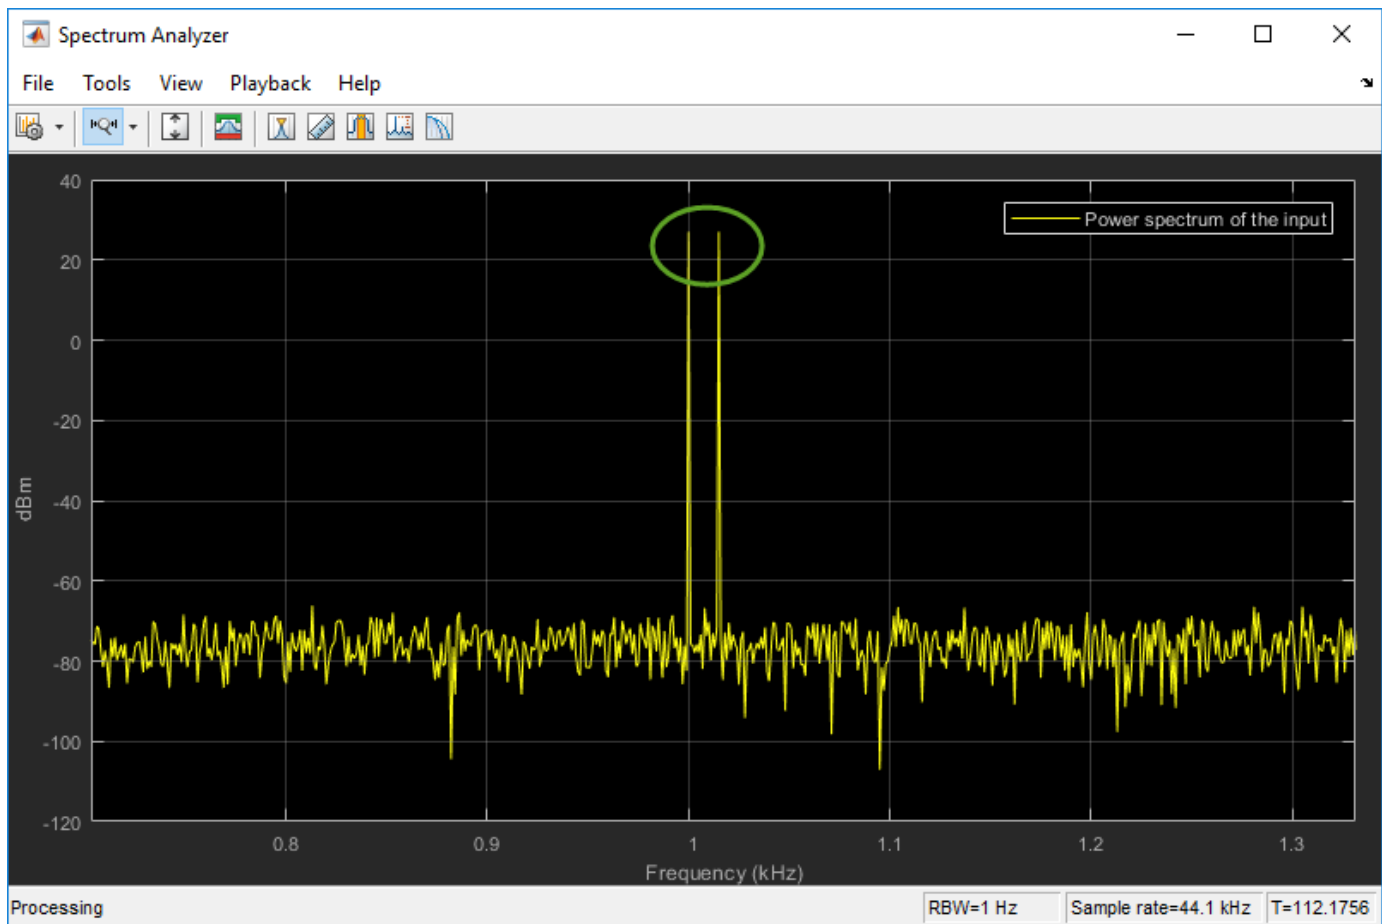 Spectrum Analyzer
File Tools View Playback Help
Power spectrum of the input
40
20
0
-20
-40
-60
-80
-100
-120
dBm
0.8 0.9 1 1.1 1.2 1.3
Frequency (kHz)
Processing RBW=1 Hz Sample rate=44.1 kHz T=112.1756